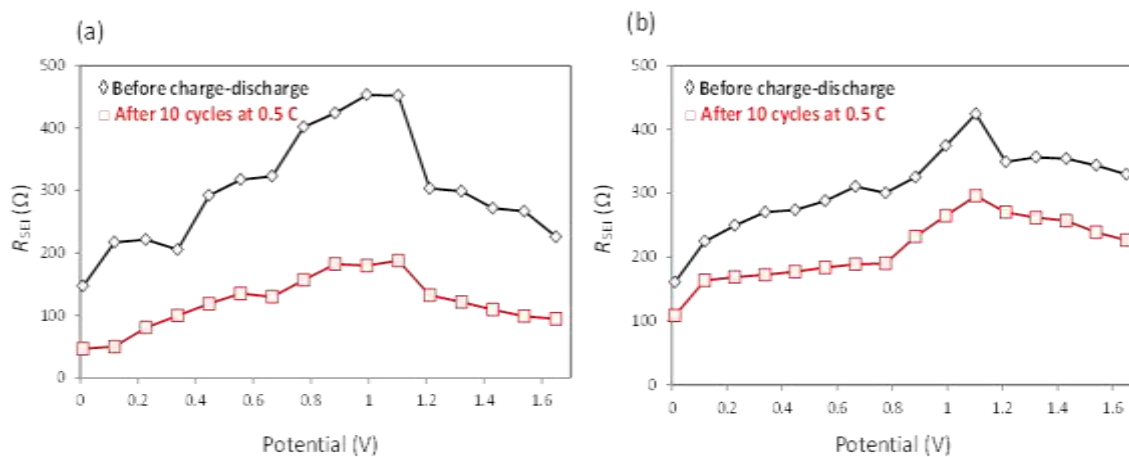 (a)
500
400
300
200
100
0
R_SEI (Ω)
◇ Before charge-discharge
□ After 10 cycles at 0.5 C
0 0.2 0.4 0.6 0.8 1 1.2 1.4 1.6
Potential (V)
(b)
500
400
300
200
100
0
R_SEI (Ω)
◇ Before charge-discharge
□ After 10 cycles at 0.5 C
0 0.2 0.4 0.6 0.8 1 1.2 1.4 1.6
Potential (V)